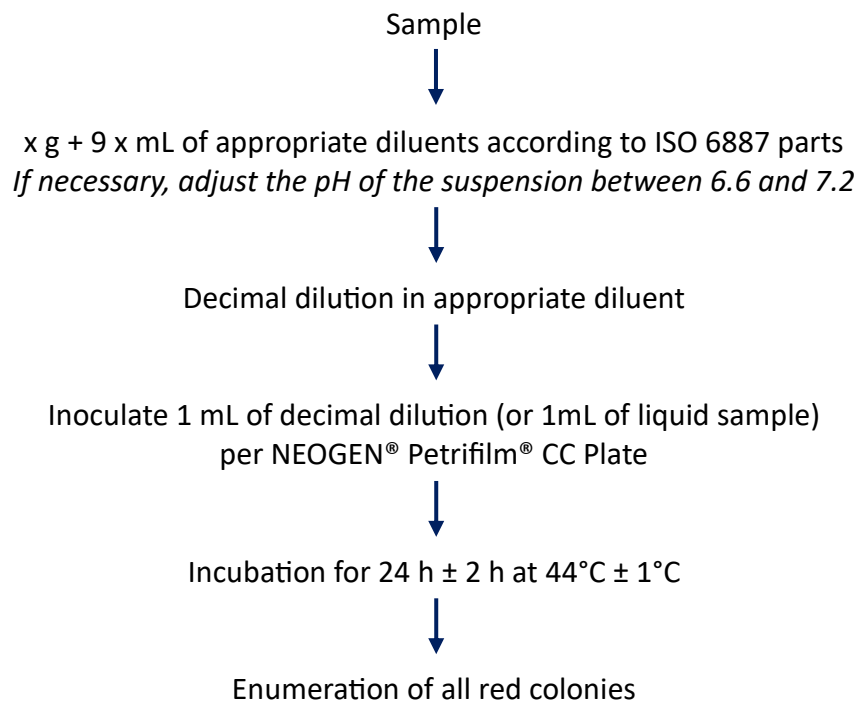 Sample
x g + 9 x mL of appropriate diluents according to ISO 6887 parts
If necessary, adjust the pH of the suspension between 6.6 and 7.2
Decimal dilution in appropriate diluent
Inoculate 1 mL of decimal dilution (or 1mL of liquid sample)
per NEOGEN® Petrifilm® CC Plate
Incubation for 24 h ± 2 h at 44°C ± 1°C
Enumeration of all red colonies